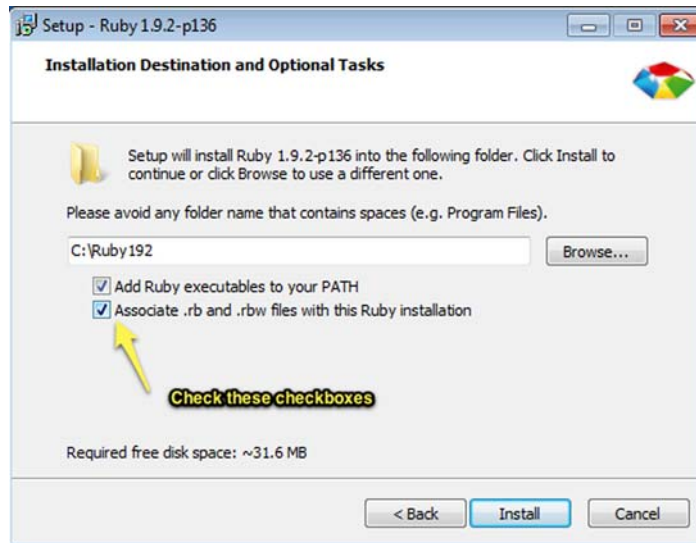 Setup - Ruby 1.9.2-p136
Installation Destination and Optional Tasks
Setup will install Ruby 1.9.2-p136 into the following folder. Click Install to
continue or click Browse to use a different one.
Please avoid any folder name that contains spaces (e.g. Program Files).
C:\Ruby192
Browse...
Add Ruby executables to your PATH
Associate .rb and .rbw files with this Ruby installation
Check these checkboxes
Required free disk space: ~31.6 MB
< Back
Install
Cancel